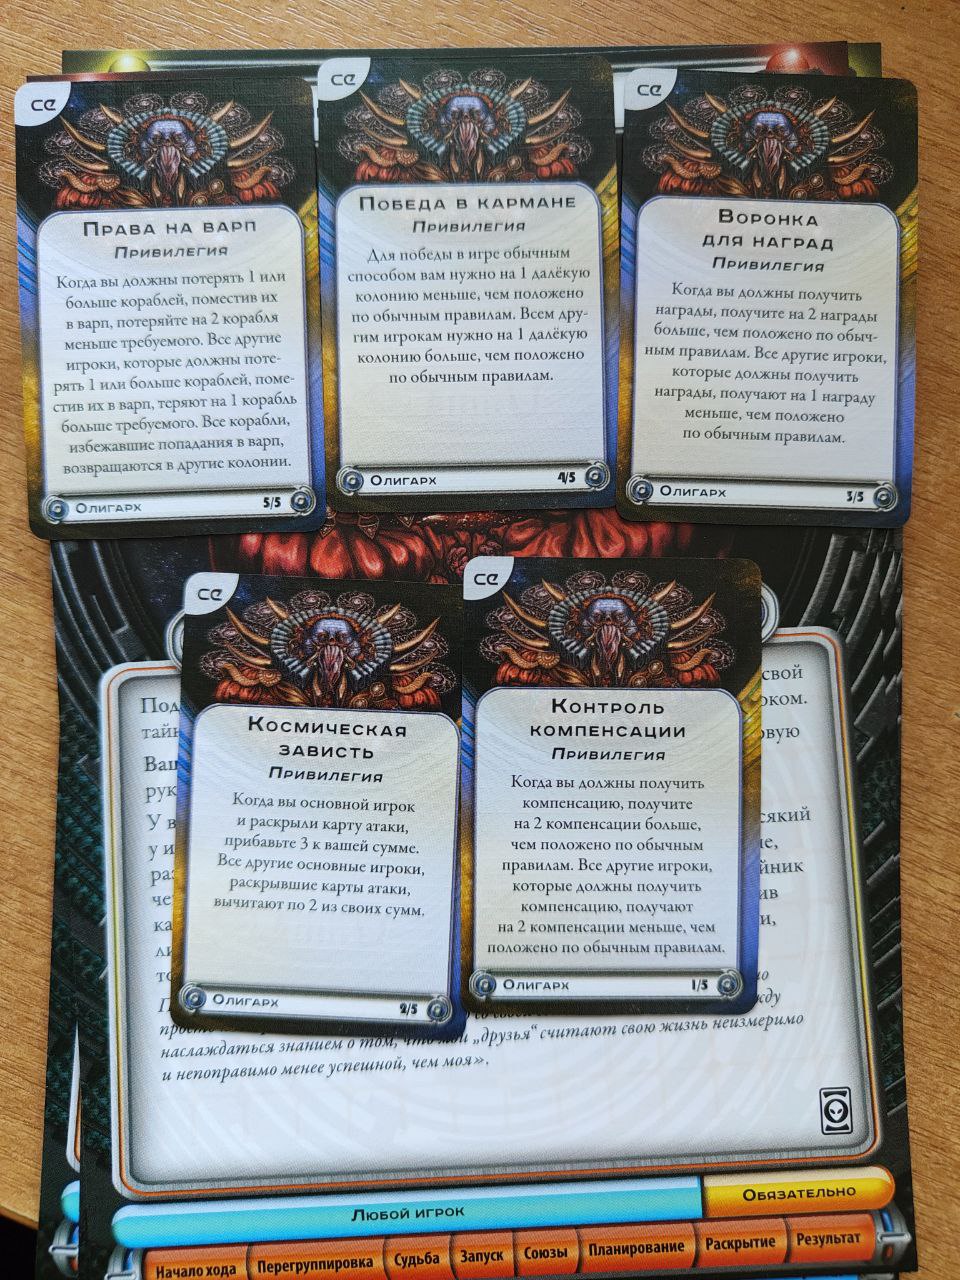 се
Права на варп
Привилегия
Когда вы должны потерять 1 или
больше кораблей, поместив их
в варп, потеряйте на 2 корабля
меньше требуемого. Все другие
игроки, которые должны поте-
рять 1 или больше кораблей, поме-
стив их в варп, теряют на 1 корабль
больше требуемого. Все корабли,
избежавшие попадания в варп,
возвращаются в другие колонии.
Олигарх 5/5
се
Победа в кармане
Привилегия
Для победы в игре обычным
способом вам нужно на 1 далёкую
колонию меньше, чем положено
по обычным правилам. Всем дру-
гим игрокам нужно на 1 далёкую
колонию больше, чем положено
по обычным правилам.
Олигарх 4/5
се
Воронка
для наград
Привилегия
Когда вы должны получить
награды, получите на 2 награды
больше, чем положено по обыч-
ным правилам. Все другие игроки,
которые должны получить
награды, получают на 1 награду
меньше, чем положено
по обычным правилам.
Олигарх 3/5
се
Космическая
зависть
Привилегия
Когда вы основной игрок
и раскрыли карту атаки,
прибавьте 3 к вашей сумме.
Все другие основные игроки,
раскрывшие карты атаки,
вычитают по 2 из своих сумм.
Олигарх 2/5
се
Контроль
компенсации
Привилегия
Когда вы должны получить
компенсацию, получите
на 2 компенсации больше,
чем положено по обычным
правилам. Все другие игроки,
которые должны получить
компенсацию, получают
на 2 компенсации меньше, чем
положено по обычным правилам.
Олигарх 1/5
свой
У в
у и
что мои „друзья“ считают свою жизнь неизмеримо
наслаждаться знанием о том,
и непоправимо менее успешной, чем моя».
Любой игрок
Обязательно
Начало хода
Перегруппировка
Судьба
Запуск
Союзы
Планирование
Раскрытие
Результат